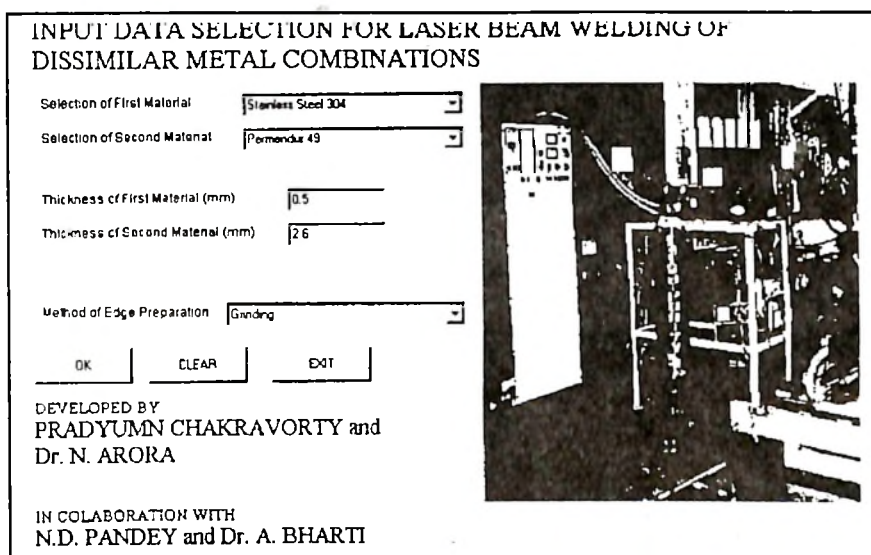 INPUT DATA SELECTION FOR LASER BEAM WELDING OF
DISSIMILAR METAL COMBINATIONS
Selection of First Material Stainless Steel 304
Selection of Second Material Permendur 49
Thickness of First Material (mm) 0.5
Thickness of Second Material (mm) 2.6
Method of Edge Preparation Grinding
OK CLEAR EXIT
DEVELOPED BY
PRADYUMN CHAKRAVORTY and
Dr. N. ARORA
IN COLABORATION WITH
N.D. PANDEY and Dr. A. BHARTI